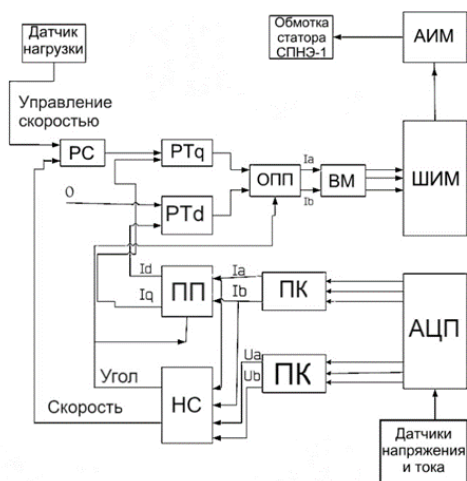 Датчик
нагрузки
Обмотка
статора
СПНЭ-1
АИМ
Управление
скоростью
РС
РТq
ОПП
Ia
Ib
ВМ
ШИМ
0
РТd
Id
Iq
ПП
Ia
Ib
ПК
АЦП
Угол
Скорость
НС
Ua
Ub
ПК
Датчики
напряжения
и тока